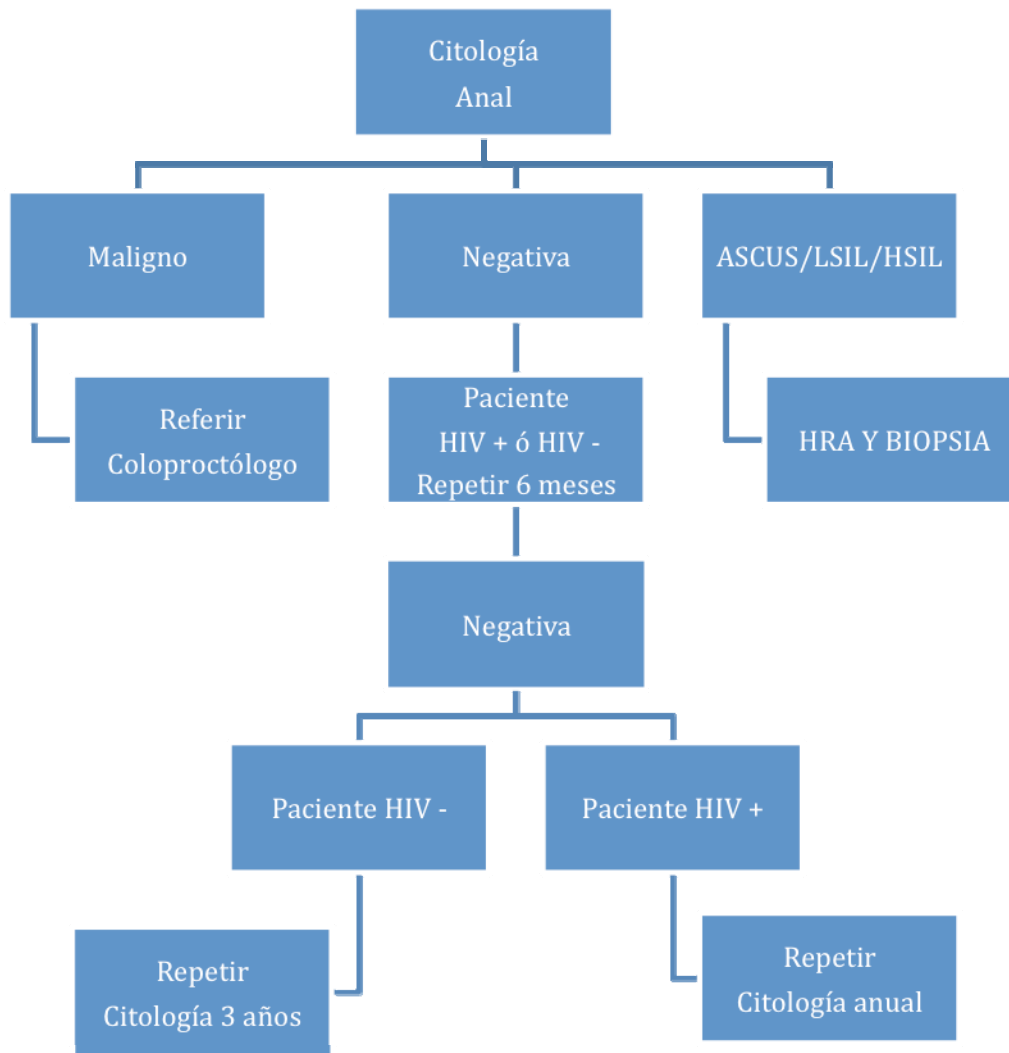 Citología
Anal
Maligno
Negativa
ASCUS/LSIL/HSIL
Referir
Coloproctólogo
Paciente
HIV + ó HIV -
Repetir 6 meses
HRA Y BIOPSIA
Negativa
Paciente HIV -
Paciente HIV +
Repetir
Citología 3 años
Repetir
Citología anual